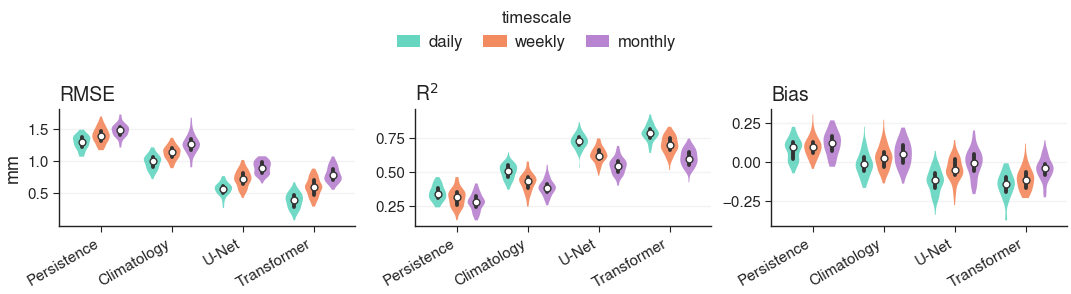 timescale
daily weekly monthly
RMSE
mm
1.5
1.0
0.5
Persistence
Climatology
U-Net
Transformer
R²
0.75
0.50
0.25
Persistence
Climatology
U-Net
Transformer
Bias
0.25
0.00
−0.25
Persistence
Climatology
U-Net
Transformer